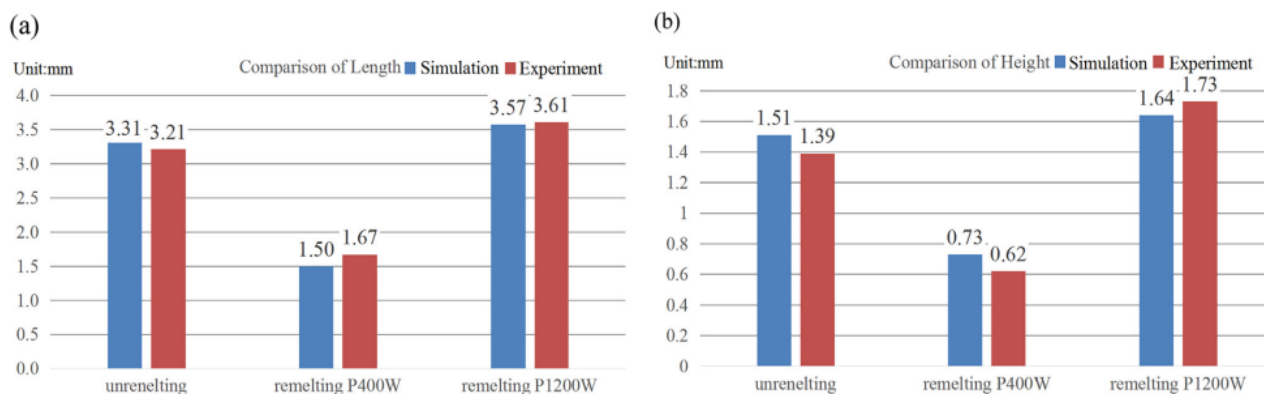 (a)
Unit:mm
Comparison of Length Simulation Experiment
4.0
3.5
3.0
2.5
2.0
1.5
1.0
0.5
0.0
3.31
3.21
1.50
1.67
3.57
3.61
unrenelting
remelting P400W
remelting P1200W
(b)
Unit:mm
Comparison of Height Simulation Experiment
1.8
1.6
1.4
1.2
1
0.8
0.6
0.4
0.2
0
1.51
1.39
0.73
0.62
1.64
1.73
unrenelting
remelting P400W
remelting P1200W